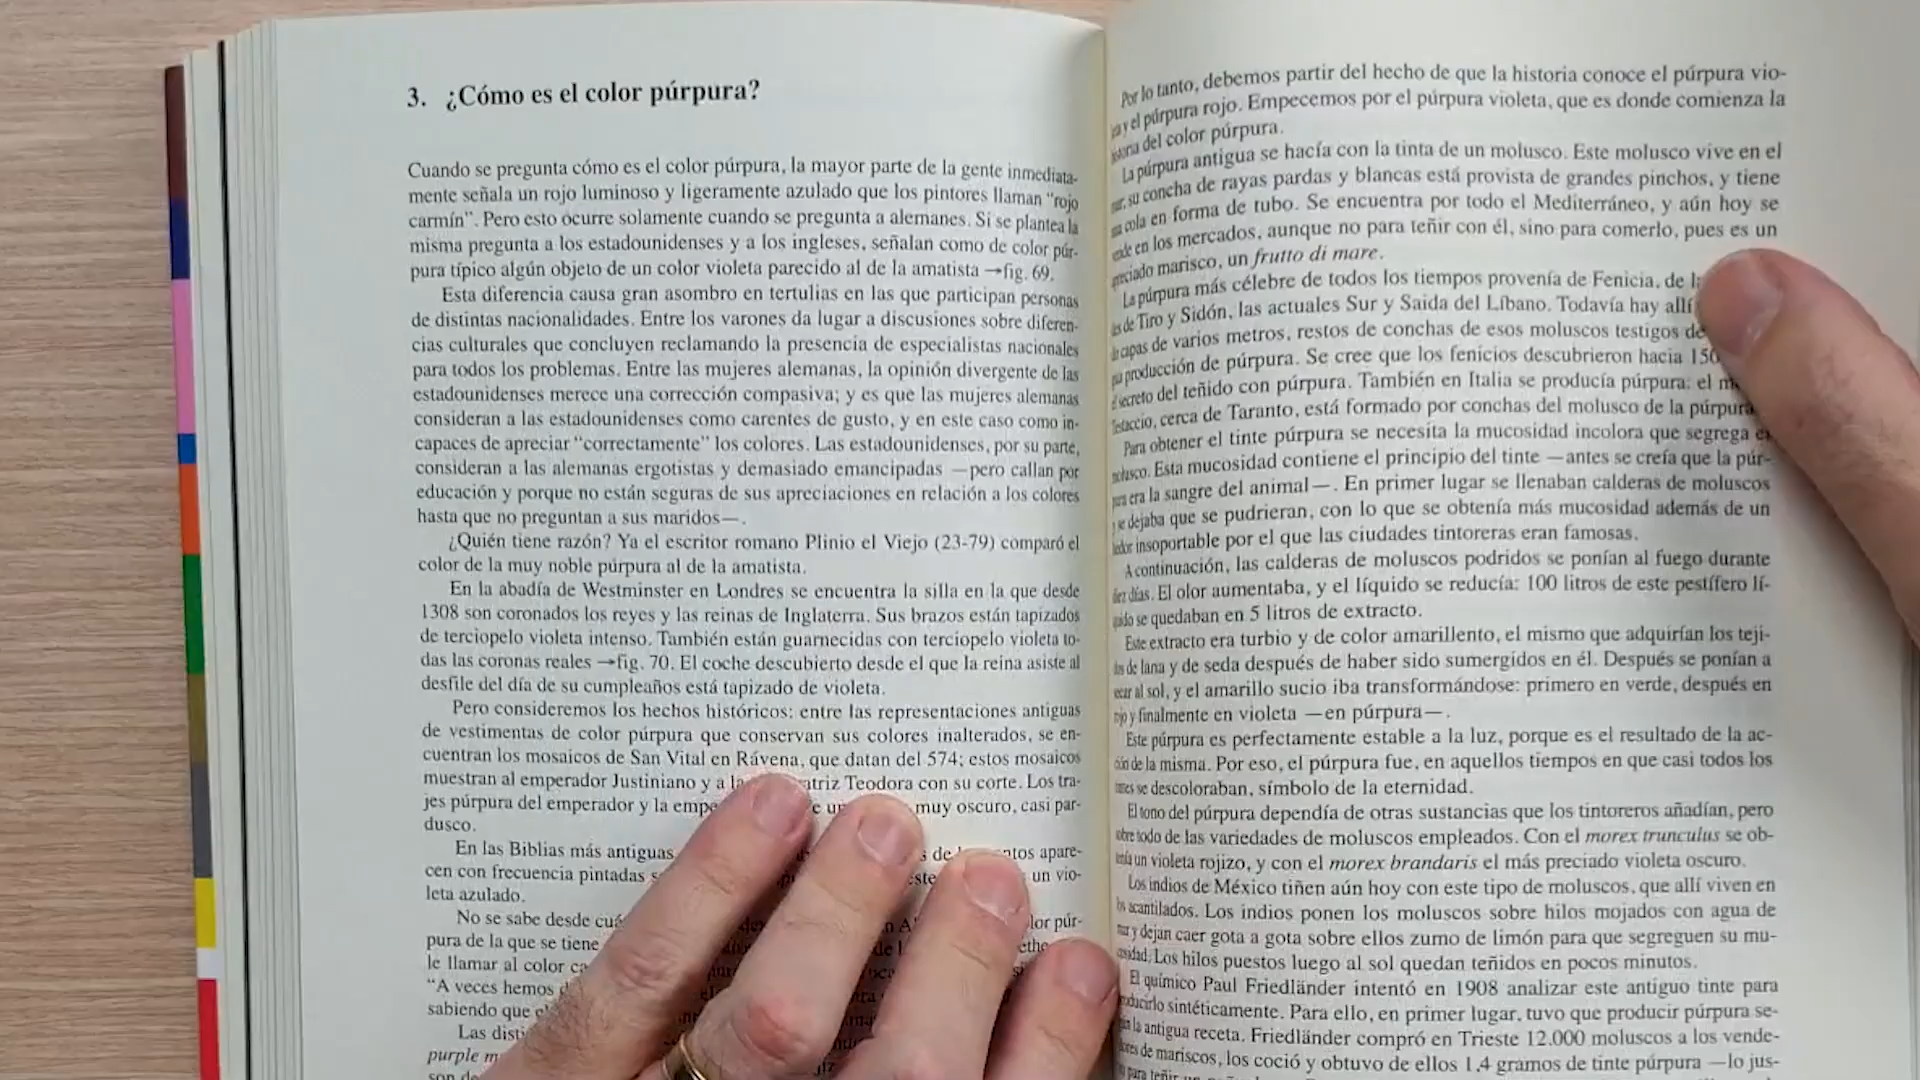 3. ¿Cómo es el color púrpura?
Cuando se pregunta cómo es el color púrpura, la mayor parte de la gente inmediata-
mente señala un rojo luminoso y ligeramente azulado que los pintores llaman “rojo
carmín”. Pero esto ocurre solamente cuando se pregunta a alemanes. Si se plantea la
misma pregunta a los estadounidenses y a los ingleses, señalan como de color púr-
pura típico algún objeto de un color violeta parecido al de la amatista →fig. 69.
Esta diferencia causa gran asombro en tertulias en las que participan personas
de distintas nacionalidades. Entre los varones da lugar a discusiones sobre diferen-
cias culturales que concluyen reclamando la presencia de especialistas nacionales
para todos los problemas. Entre las mujeres alemanas, la opinión divergente de las
estadounidenses merece una corrección compasiva; y es que las mujeres alemanas
consideran a las estadounidenses como carentes de gusto, y en este caso como in-
capaces de apreciar “correctamente” los colores. Las estadounidenses, por su parte,
consideran a las alemanas ergotistas y demasiado emancipadas —pero callan por
educación y porque no están seguras de sus apreciaciones en relación a los colores
hasta que no preguntan a sus maridos—.
¿Quién tiene razón? Ya el escritor romano Plinio el Viejo (23-79) comparó el
color de la muy noble púrpura al de la amatista.
En la abadía de Westminster en Londres se encuentra la silla en la que desde
1308 son coronados los reyes y las reinas de Inglaterra. Sus brazos están tapizados
de terciopelo violeta intenso. También están guarnecidas con terciopelo violeta to-
das las coronas reales →fig. 70. El coche descubierto desde el que la reina asiste al
desfile del día de su cumpleaños está tapizado de violeta.
Pero consideremos los hechos históricos: entre las representaciones antiguas
de vestimentas de color púrpura que conservan sus colores inalterados, se en-
cuentran los mosaicos de San Vital en Rávena, que datan del 574; estos mosaicos
muestran al emperador Justiniano y a la Teodora con su corte. Los tra-
jes púrpura del emperador y la muy oscuro, casi par-
dusco.
En las Biblias más antiguas, de apare-
cen con frecuencia pintadas un vio-
leta azulado.
No se sabe desde púr-
pura de la que se tiene
le llamar al color
“A veces hemos
sabiendo que
Las
purple
Por lo tanto, debemos partir del hecho de que la historia conoce el púrpura vio-
y el púrpura rojo. Empecemos por el púrpura violeta, que es donde comienza la
del color púrpura.
La púrpura antigua se hacía con la tinta de un molusco. Este molusco vive en el
su concha de rayas pardas y blancas está provista de grandes pinchos, y tiene
cola en forma de tubo. Se encuentra por todo el Mediterráneo, y aún hoy se
en los mercados, aunque no para teñir con él, sino para comerlo, pues es un
marisco, un frutto di mare.
La púrpura más célebre de todos los tiempos provenía de Fenicia, de
de Tiro y Sidón, las actuales Sur y Saida del Líbano. Todavía hay allí
capas de varios metros, restos de conchas de esos moluscos testigos de
producción de púrpura. Se cree que los fenicios descubrieron hacia
secreto del teñido con púrpura. También en Italia se producía púrpura: el
cerca de Taranto, está formado por conchas del molusco de la púrpura
Para obtener el tinte púrpura se necesita la mucosidad incolora que segrega el
molusco. Esta mucosidad contiene el principio del tinte —antes se creía que la púr-
era la sangre del animal—. En primer lugar se llenaban calderas de moluscos
se dejaba que se pudrieran, con lo que se obtenía más mucosidad además de un
insoportable por el que las ciudades tintoreras eran famosas.
A continuación, las calderas de moluscos podridos se ponían al fuego durante
días. El olor aumentaba, y el líquido se reducía: 100 litros de este pestífero lí-
se quedaban en 5 litros de extracto.
Este extracto era turbio y de color amarillento, el mismo que adquirían los teji-
de lana y de seda después de haber sido sumergidos en él. Después se ponían a
al sol, y el amarillo sucio iba transformándose: primero en verde, después en
y finalmente en violeta —en púrpura—.
Este púrpura es perfectamente estable a la luz, porque es el resultado de la ac-
de la misma. Por eso, el púrpura fue, en aquellos tiempos en que casi todos los
se descoloraban, símbolo de la eternidad.
El tono del púrpura dependía de otras sustancias que los tintoreros añadían, pero
todo de las variedades de moluscos empleados. Con el morex trunculus se ob-
un violeta rojizo, y con el morex brandaris el más preciado violeta oscuro.
Los indios de México tiñen aún hoy con este tipo de moluscos, que allí viven en
acantilados. Los indios ponen los moluscos sobre hilos mojados con agua de
y dejan caer gota a gota sobre ellos zumo de limón para que segreguen su mu-
Los hilos puestos luego al sol quedan teñidos en pocos minutos.
El químico Paul Friedländer intentó en 1908 analizar este antiguo tinte para
sintéticamente. Para ello, en primer lugar, tuvo que producir púrpura se-
la antigua receta. Friedländer compró en Trieste 12.000 moluscos a los vende-
de mariscos, los coció y obtuvo de ellos 1,4 gramos de tinte púrpura —lo jus-
para teñir